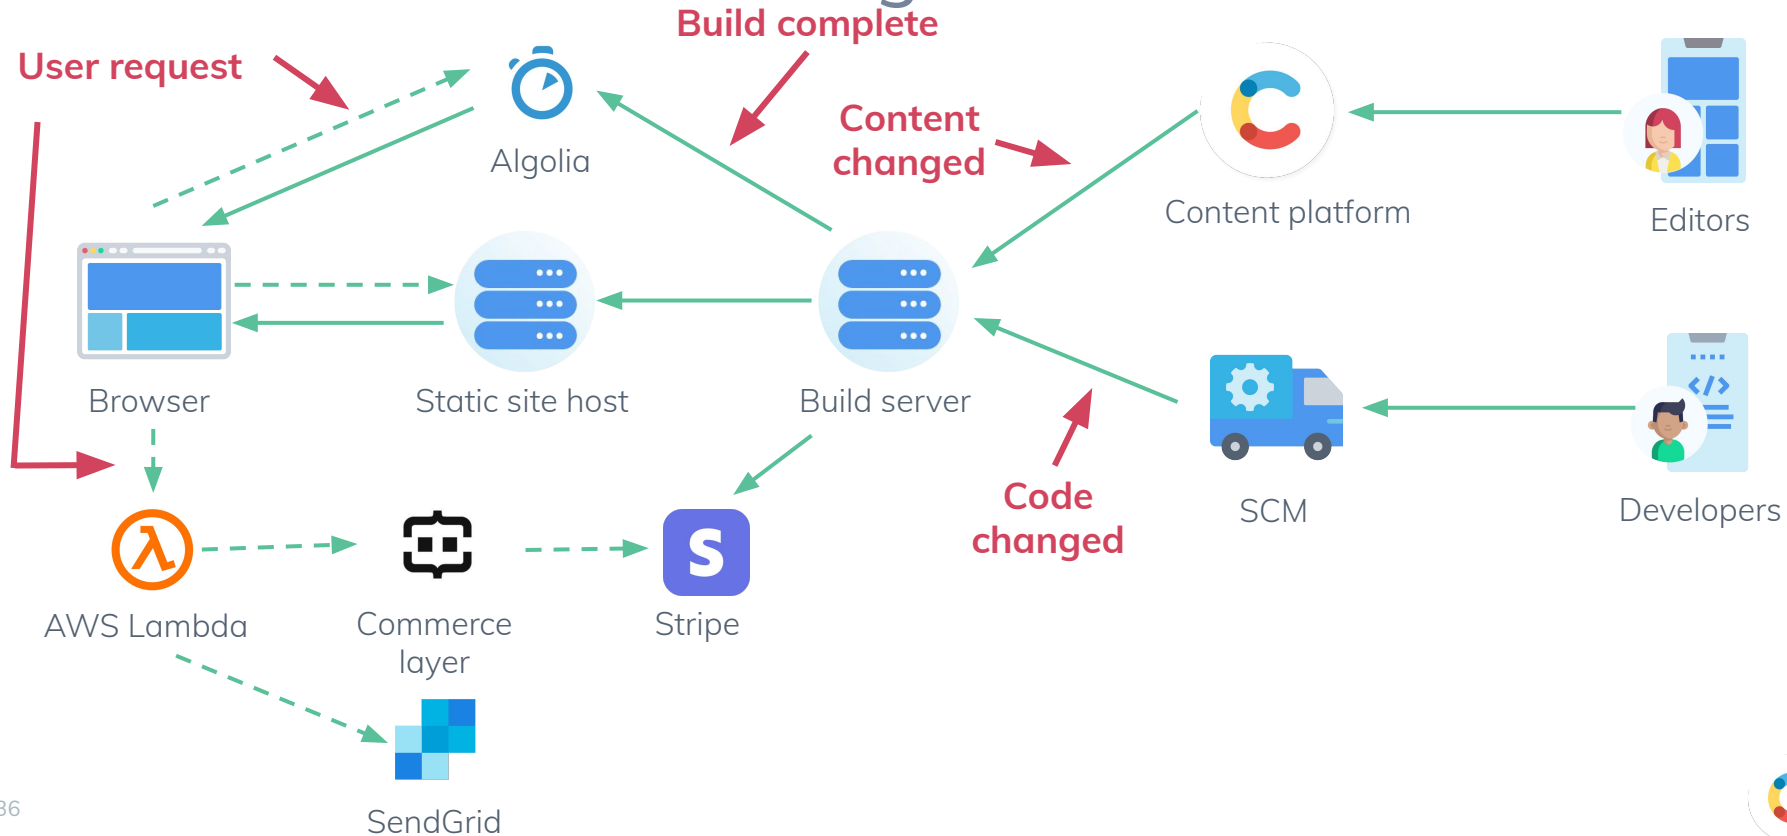 Build complete
User request
Content
changed
Algolia
Content platform
Editors
Browser
Static site host
Build server
Code
changed
SCM
Developers
AWS Lambda
Commerce
layer
Stripe
SendGrid
36